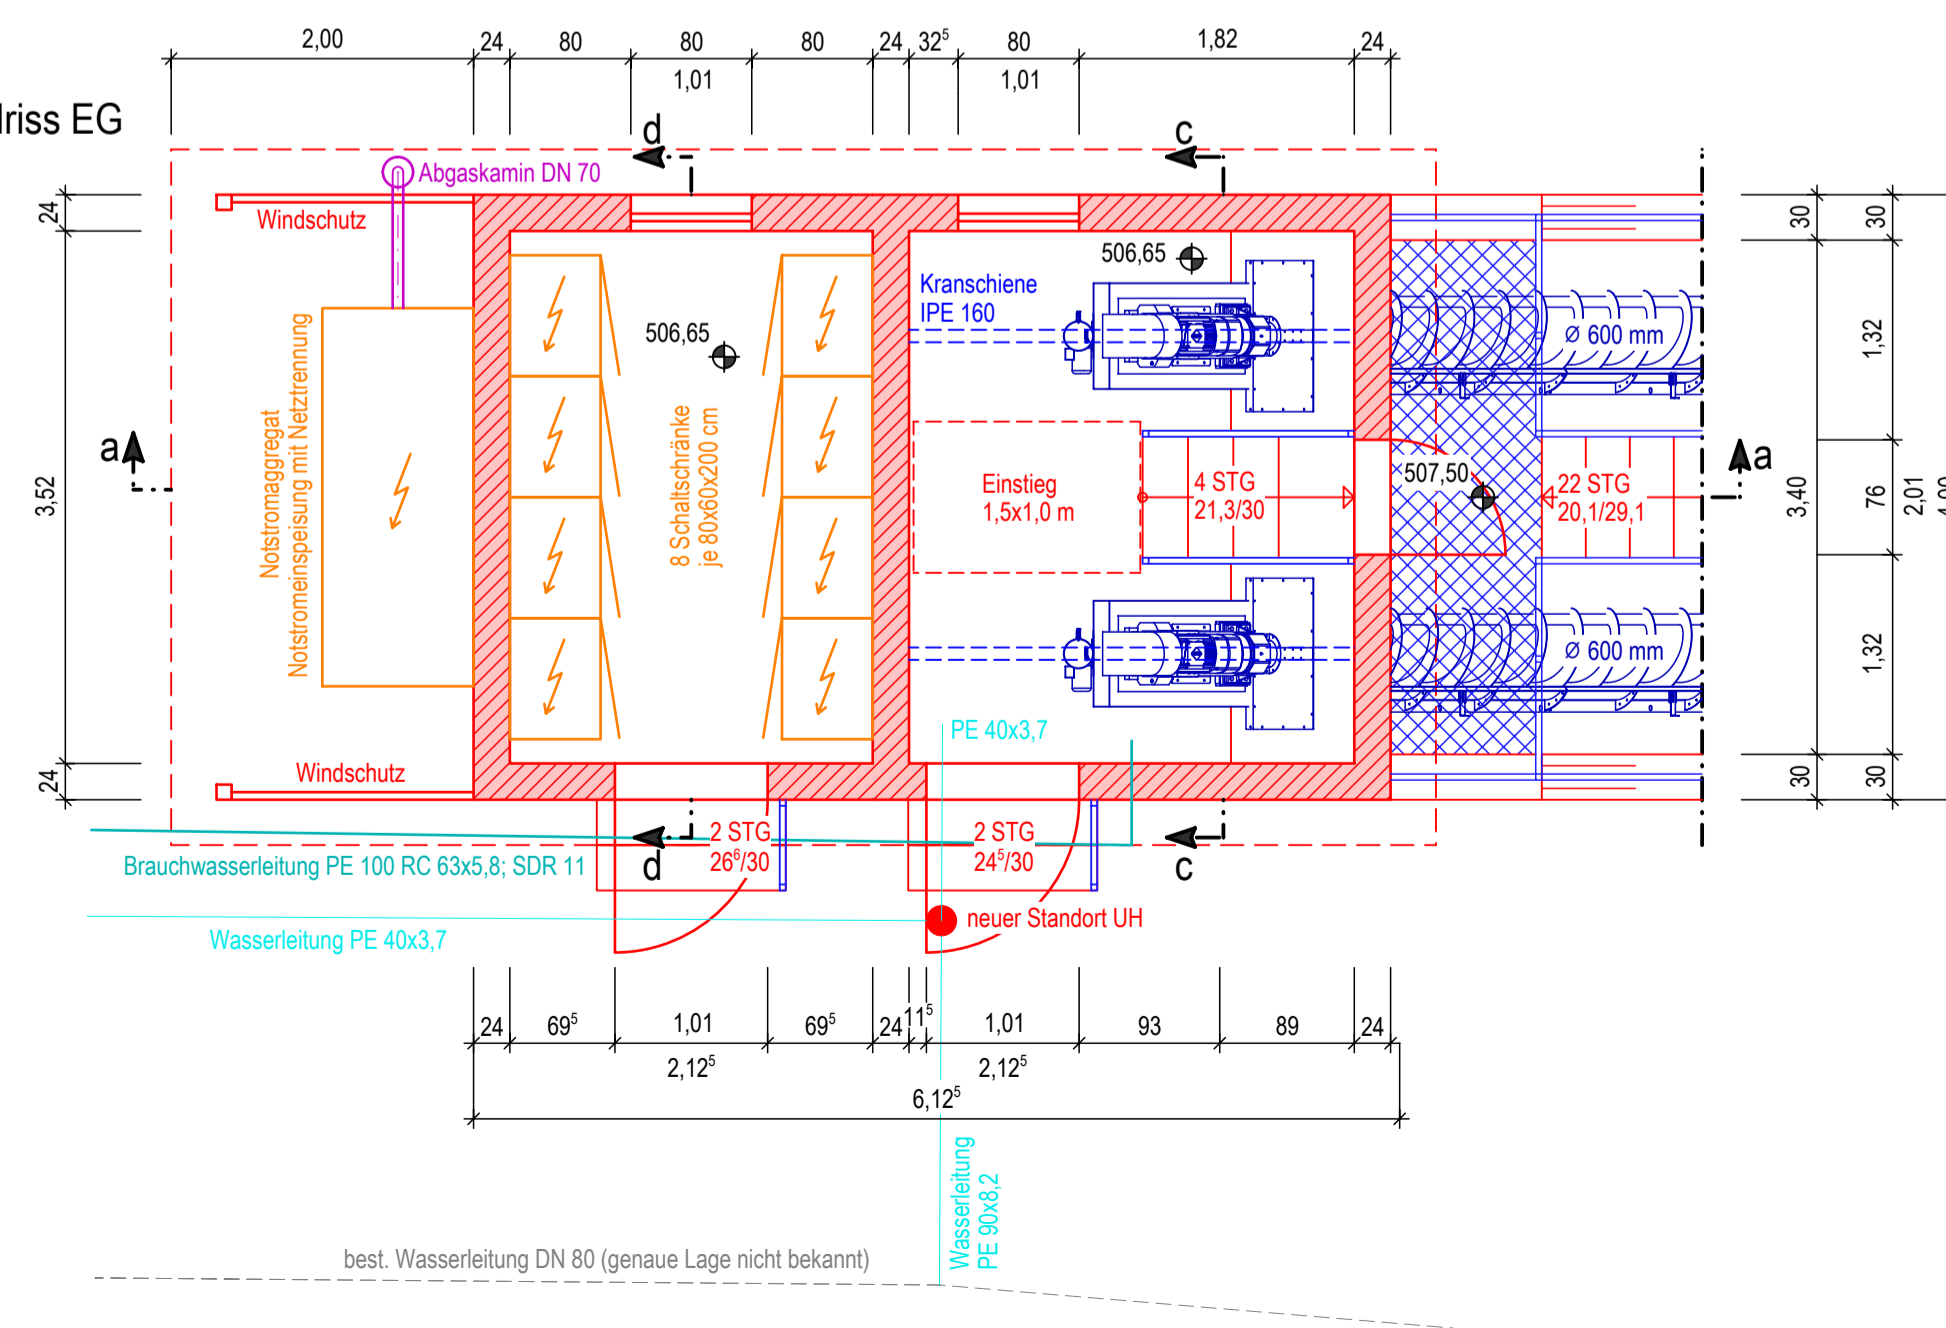 2,00
24
80
80
80
24
32⁵
80
1,82
24
1,01
1,01
driss EG
d
c
Abgaskamin DN 70
Windschutz
24
3,52
24
506,65
506,65
Kranschiene
IPE 160
Notstromaggregat
Notstromeinspeisung mit Netztrennung
8 Schaltschränke
je 80x60x200 cm
a
Einstieg
1,5x1,0 m
4 STG
21,3/30
507,50
22 STG
20,1/29,1
a
Ø 600 mm
Ø 600 mm
30
3,40
30
30
1,32
76
1,32
30
2,01
PE 40x3,7
Windschutz
2 STG
26⁶/30
2 STG
24⁵/30
d
c
Brauchwasserleitung PE 100 RC 63x5,8; SDR 11
neuer Standort UH
Wasserleitung PE 40x3,7
24
69⁵
1,01
69⁵
24
11⁵
1,01
93
89
24
2,12⁵
2,12⁵
6,12⁵
Wasserleitung
PE 90x8,2
best. Wasserleitung DN 80 (genaue Lage nicht bekannt)